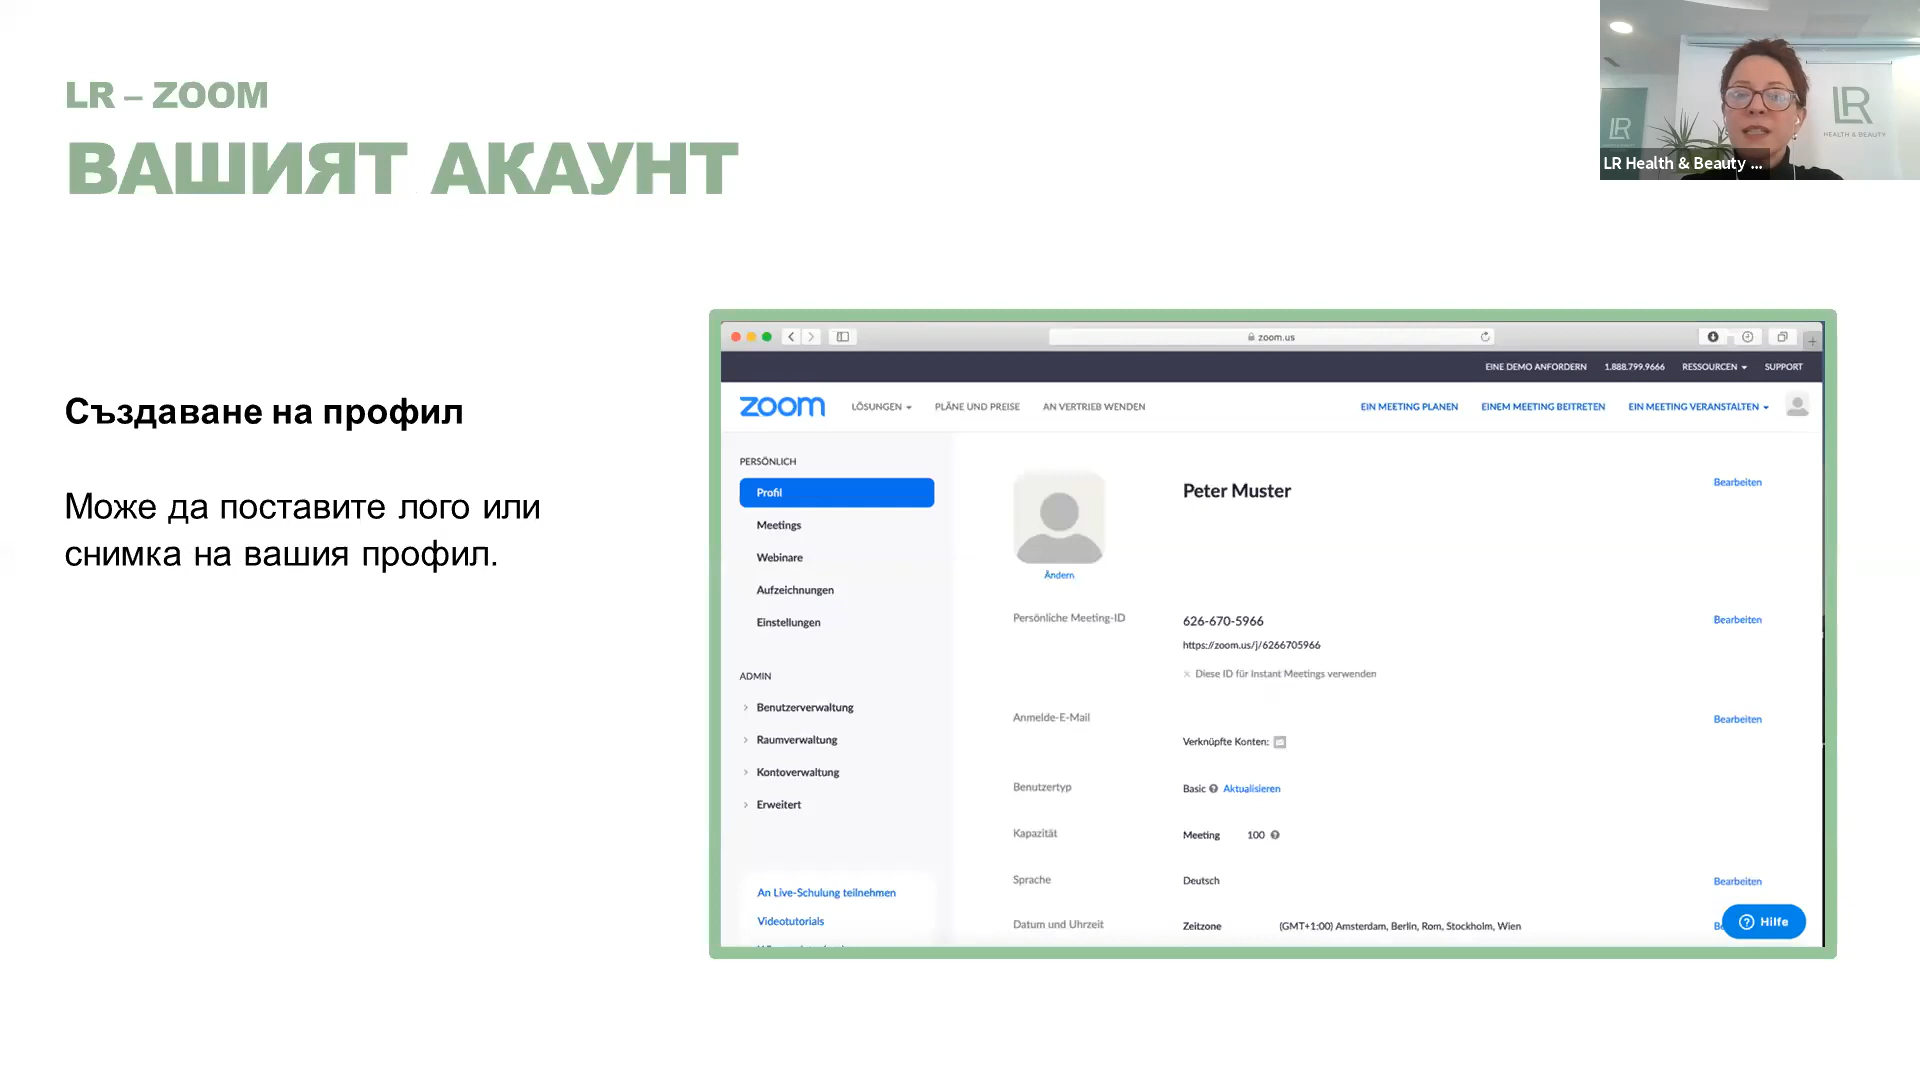 LR – ZOOM
ВАШИЯТ АКАУНТ
LR
LR
HEALTH & BEAUTY
LR Health & Beauty ...
Създаване на профил
Може да поставите лого или
снимка на вашия профил.
zoom.us
EINE DEMO ANFORDERN 1.888.799.9666 RESSOURCEN SUPPORT
zoom LÖSUNGEN PLÄNE UND PREISE AN VERTRIEB WENDEN EIN MEETING PLANEN EINEM MEETING BEITRETEN EIN MEETING VERANSTALTEN
PERSÖNLICH
Profil
Meetings
Webinare
Aufzeichnungen
Einstellungen
ADMIN
Benutzerverwaltung
Raumverwaltung
Kontoverwaltung
Erweitert
An Live-Schulung teilnehmen
Videotutorials
Peter Muster Bearbeiten
Ändern
Persönliche Meeting-ID 626-670-5966 Bearbeiten
https://zoom.us/j/6266705966
× Diese ID für Instant Meetings verwenden
Anmelde-E-Mail Bearbeiten
Verknüpfte Konten:
Benutzertyp Basic Aktualisieren
Kapazität Meeting 100
Sprache Deutsch Bearbeiten
Datum und Uhrzeit Zeitzone (GMT+1:00) Amsterdam, Berlin, Rom, Stockholm, Wien
Hilfe